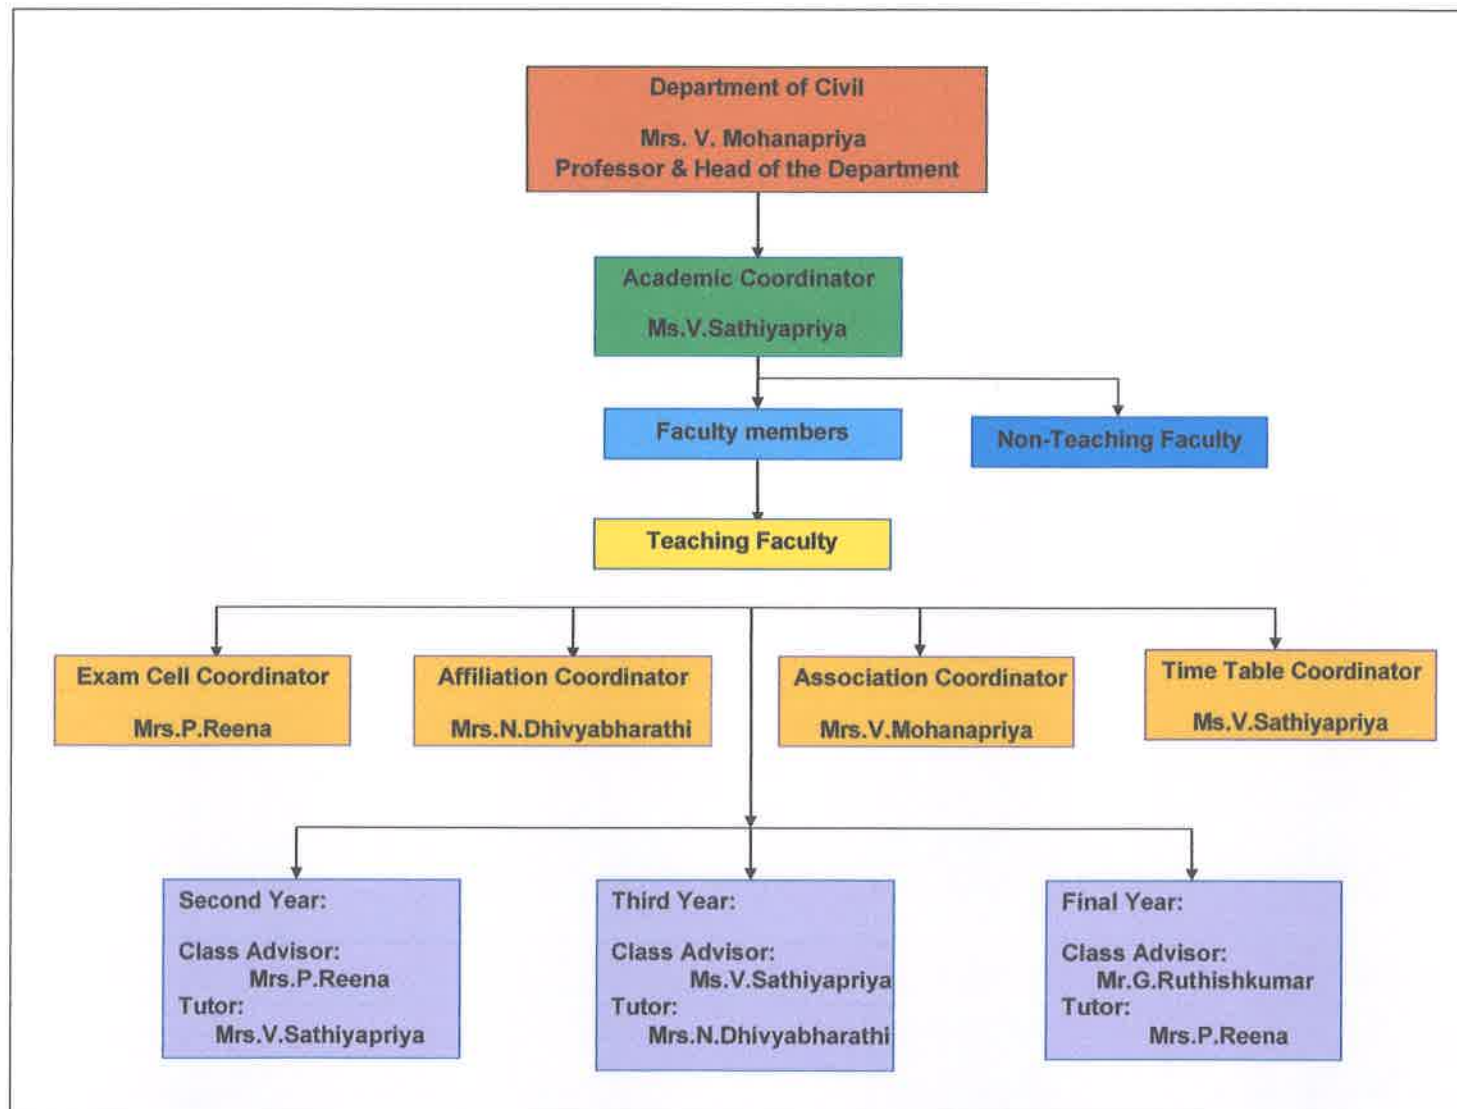 Department of Civil
Mrs. V. Mohanapriya
Professor & Head of the Department
Academic Coordinator
Ms.V.Sathiyapriya
Faculty members
Non-Teaching Faculty
Teaching Faculty
Exam Cell Coordinator
Mrs.P.Reena
Affiliation Coordinator
Mrs.N.Dhivyabharathi
Association Coordinator
Mrs.V.Mohanapriya
Time Table Coordinator
Ms.V.Sathiyapriya
Second Year:
Class Advisor:
Mrs.P.Reena
Tutor:
Mrs.V.Sathiyapriya
Third Year:
Class Advisor:
Ms.V.Sathiyapriya
Tutor:
Mrs.N.Dhivyabharathi
Final Year:
Class Advisor:
Mr.G.Ruthishkumar
Tutor:
Mrs.P.Reena